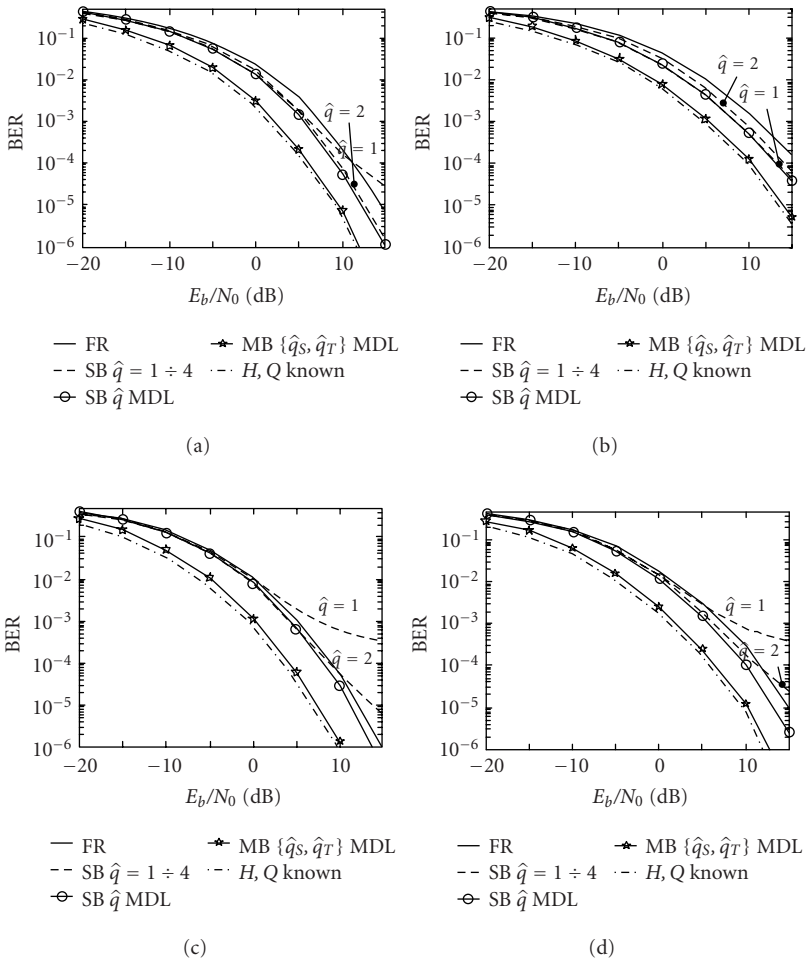 10⁻¹
10⁻²
10⁻³
10⁻⁴
10⁻⁵
10⁻⁶
BER
q̂ = 2
q̂ = 1
−20 −10 0 10
E_b/N_0 (dB)
FR
SB q̂ = 1 ÷ 4
SB q̂ MDL
MB {q̂_S, q̂_T} MDL
H, Q known
(a)
10⁻¹
10⁻²
10⁻³
10⁻⁴
10⁻⁵
10⁻⁶
BER
q̂ = 2
q̂ = 1
−20 −10 0 10
E_b/N_0 (dB)
FR
SB q̂ = 1 ÷ 4
SB q̂ MDL
MB {q̂_S, q̂_T} MDL
H, Q known
(b)
10⁻¹
10⁻²
10⁻³
10⁻⁴
10⁻⁵
10⁻⁶
BER
q̂ = 1
q̂ = 2
−20 −10 0 10
E_b/N_0 (dB)
FR
SB q̂ = 1 ÷ 4
SB q̂ MDL
MB {q̂_S, q̂_T} MDL
H, Q known
(c)
10⁻¹
10⁻²
10⁻³
10⁻⁴
10⁻⁵
10⁻⁶
BER
q̂ = 1
q̂ = 2
−20 −10 0 10
E_b/N_0 (dB)
FR
SB q̂ = 1 ÷ 4
SB q̂ MDL
MB {q̂_S, q̂_T} MDL
H, Q known
(d)